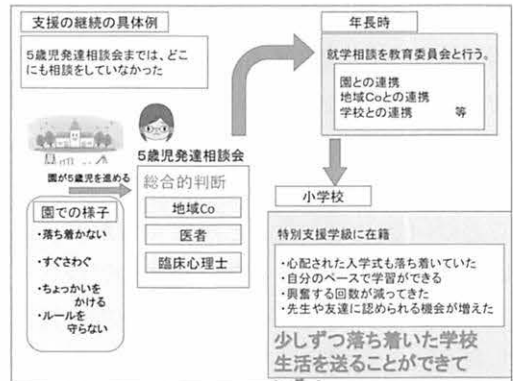 支援の継続の具体例
5歳児発達相談会までは、どこ
にも相談をしていなかった
園が5歳児を進める
園での様子
・落ち着かない
・すぐさわぐ
・ちょっかいを
かける
・ルールを
守らない
5歳児発達相談会
総合的判断
地域Co
医者
臨床心理士
年長時
就学相談を教育委員会と行う。
園との連携
地域Coとの連携
学校との連携 等
小学校
特別支援学級に在籍
・心配された入学式も落ち着いていた
・自分のペースで学習ができる
・興奮する回数が減ってきた
・先生や友達に認められる機会が増えた
少しずつ落ち着いた学校
生活を送ることができて